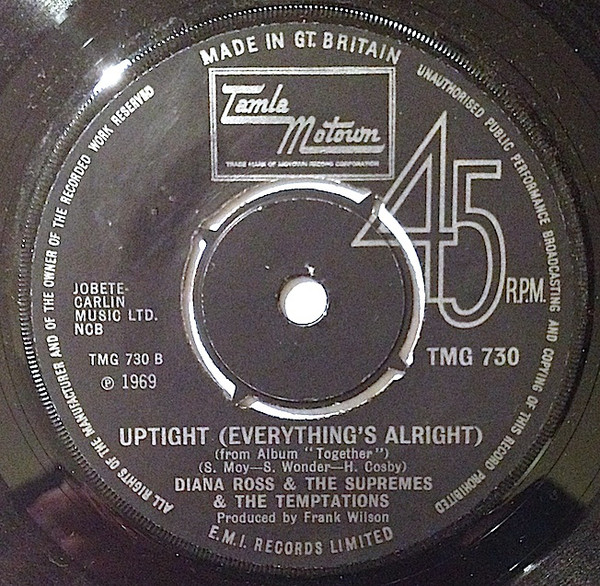 MADE IN GT. BRITAIN
Tamla
Motown
TRADE MARK OF MOTOWN RECORD CORPORATION
45
R.P.M.
UNAUTHORISED PUBLIC PERFORMANCE BROADCASTING AND COPYING OF THIS RECORD PROHIBITED
ALL RIGHTS OF THE MANUFACTURER AND OF THE OWNER OF THE RECORDED WORK RESERVED
JOBETE-
CARLIN
MUSIC LTD.
NCB
TMG 730 B
℗ 1969
TMG 730
UPTIGHT (EVERYTHING'S ALRIGHT)
(from Album "Together")
(S. Moy—S. Wonder—H. Cosby)
DIANA ROSS & THE SUPREMES
& THE TEMPTATIONS
Produced by Frank Wilson
E.M.I. RECORDS LIMITED